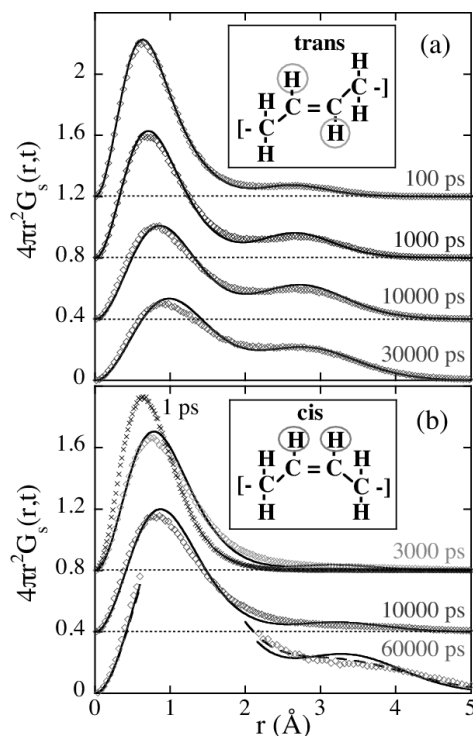 4πr²Gₛ(r,t)
2
1.6
1.2
0.8
0.4
0
trans
(a)
H H
H C -]
C = C H
[- C H
H
100 ps
1000 ps
10000 ps
30000 ps
4πr²Gₛ(r,t)
1.6
1.2
0.8
0.4
0
1 ps
cis
(b)
H H
H C = C H
[- C C -]
H H
3000 ps
10000 ps
60000 ps
0 1 2 3 4 5
r (Å)